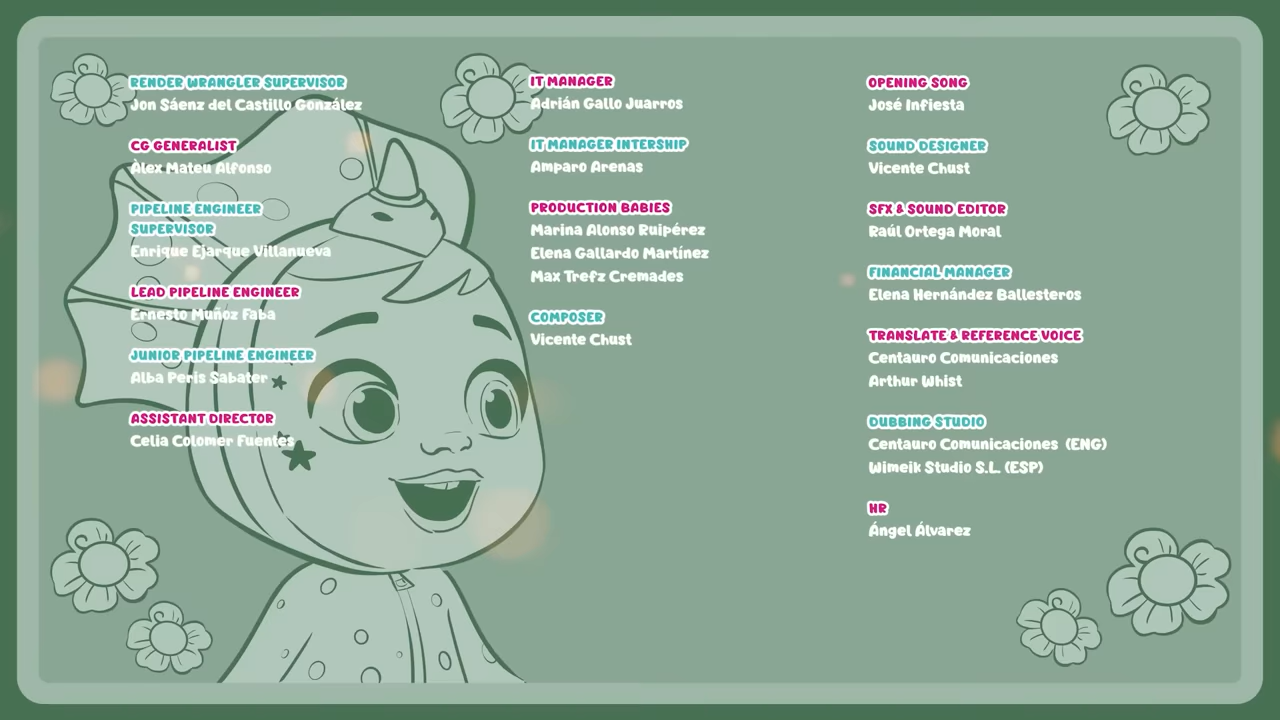 RENDER WRANGLER SUPERVISOR
Jon Sáenz del Castillo González
CG GENERALIST
Àlex Mateu Alfonso
PIPELINE ENGINEER
SUPERVISOR
Enrique Ejarque Villanueva
LEAD PIPELINE ENGINEER
Ernesto Muñoz Faba
JUNIOR PIPELINE ENGINEER
Alba Peris Sabater
ASSISTANT DIRECTOR
Celia Colomer Fuentes
IT MANAGER
Adrián Gallo Juarros
IT MANAGER INTERSHIP
Amparo Arenas
PRODUCTION BABIES
Marina Alonso Ruipérez
Elena Gallardo Martínez
Max Trefz Cremades
COMPOSER
Vicente Chust
OPENING SONG
José Infiesta
SOUND DESIGNER
Vicente Chust
SFX & SOUND EDITOR
Raúl Ortega Moral
FINANCIAL MANAGER
Elena Hernández Ballesteros
TRANSLATE & REFERENCE VOICE
Centauro Comunicaciones
Arthur Whist
DUBBING STUDIO
Centauro Comunicaciones (ENG)
Wimeik Studio S.L. (ESP)
HR
Ángel Álvarez